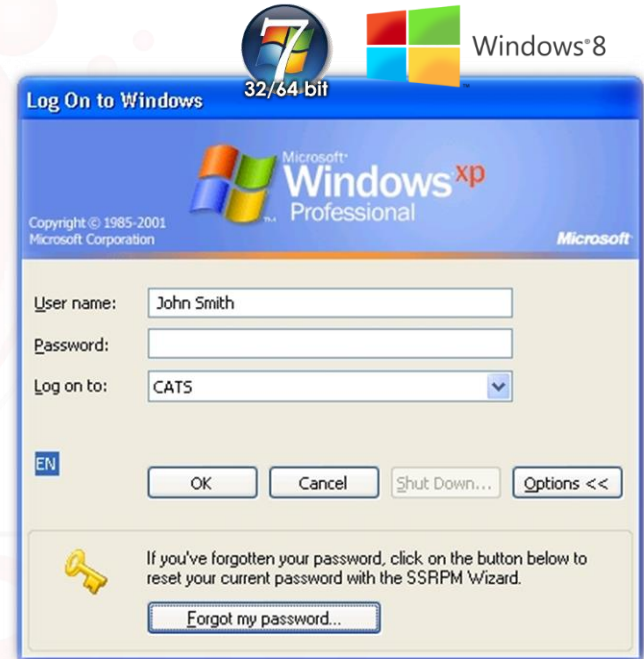 7
32/64 bit
Windows®8
Log On to Windows
Microsoft®
Windows xp
Professional
Copyright © 1985-2001
Microsoft Corporation
Microsoft
User name:
John Smith
Password:
Log on to:
CATS
EN
OK
Cancel
Shut Down...
Options <<
If you've forgotten your password, click on the button below to
reset your current password with the SSRPM Wizard.
Forgot my password...